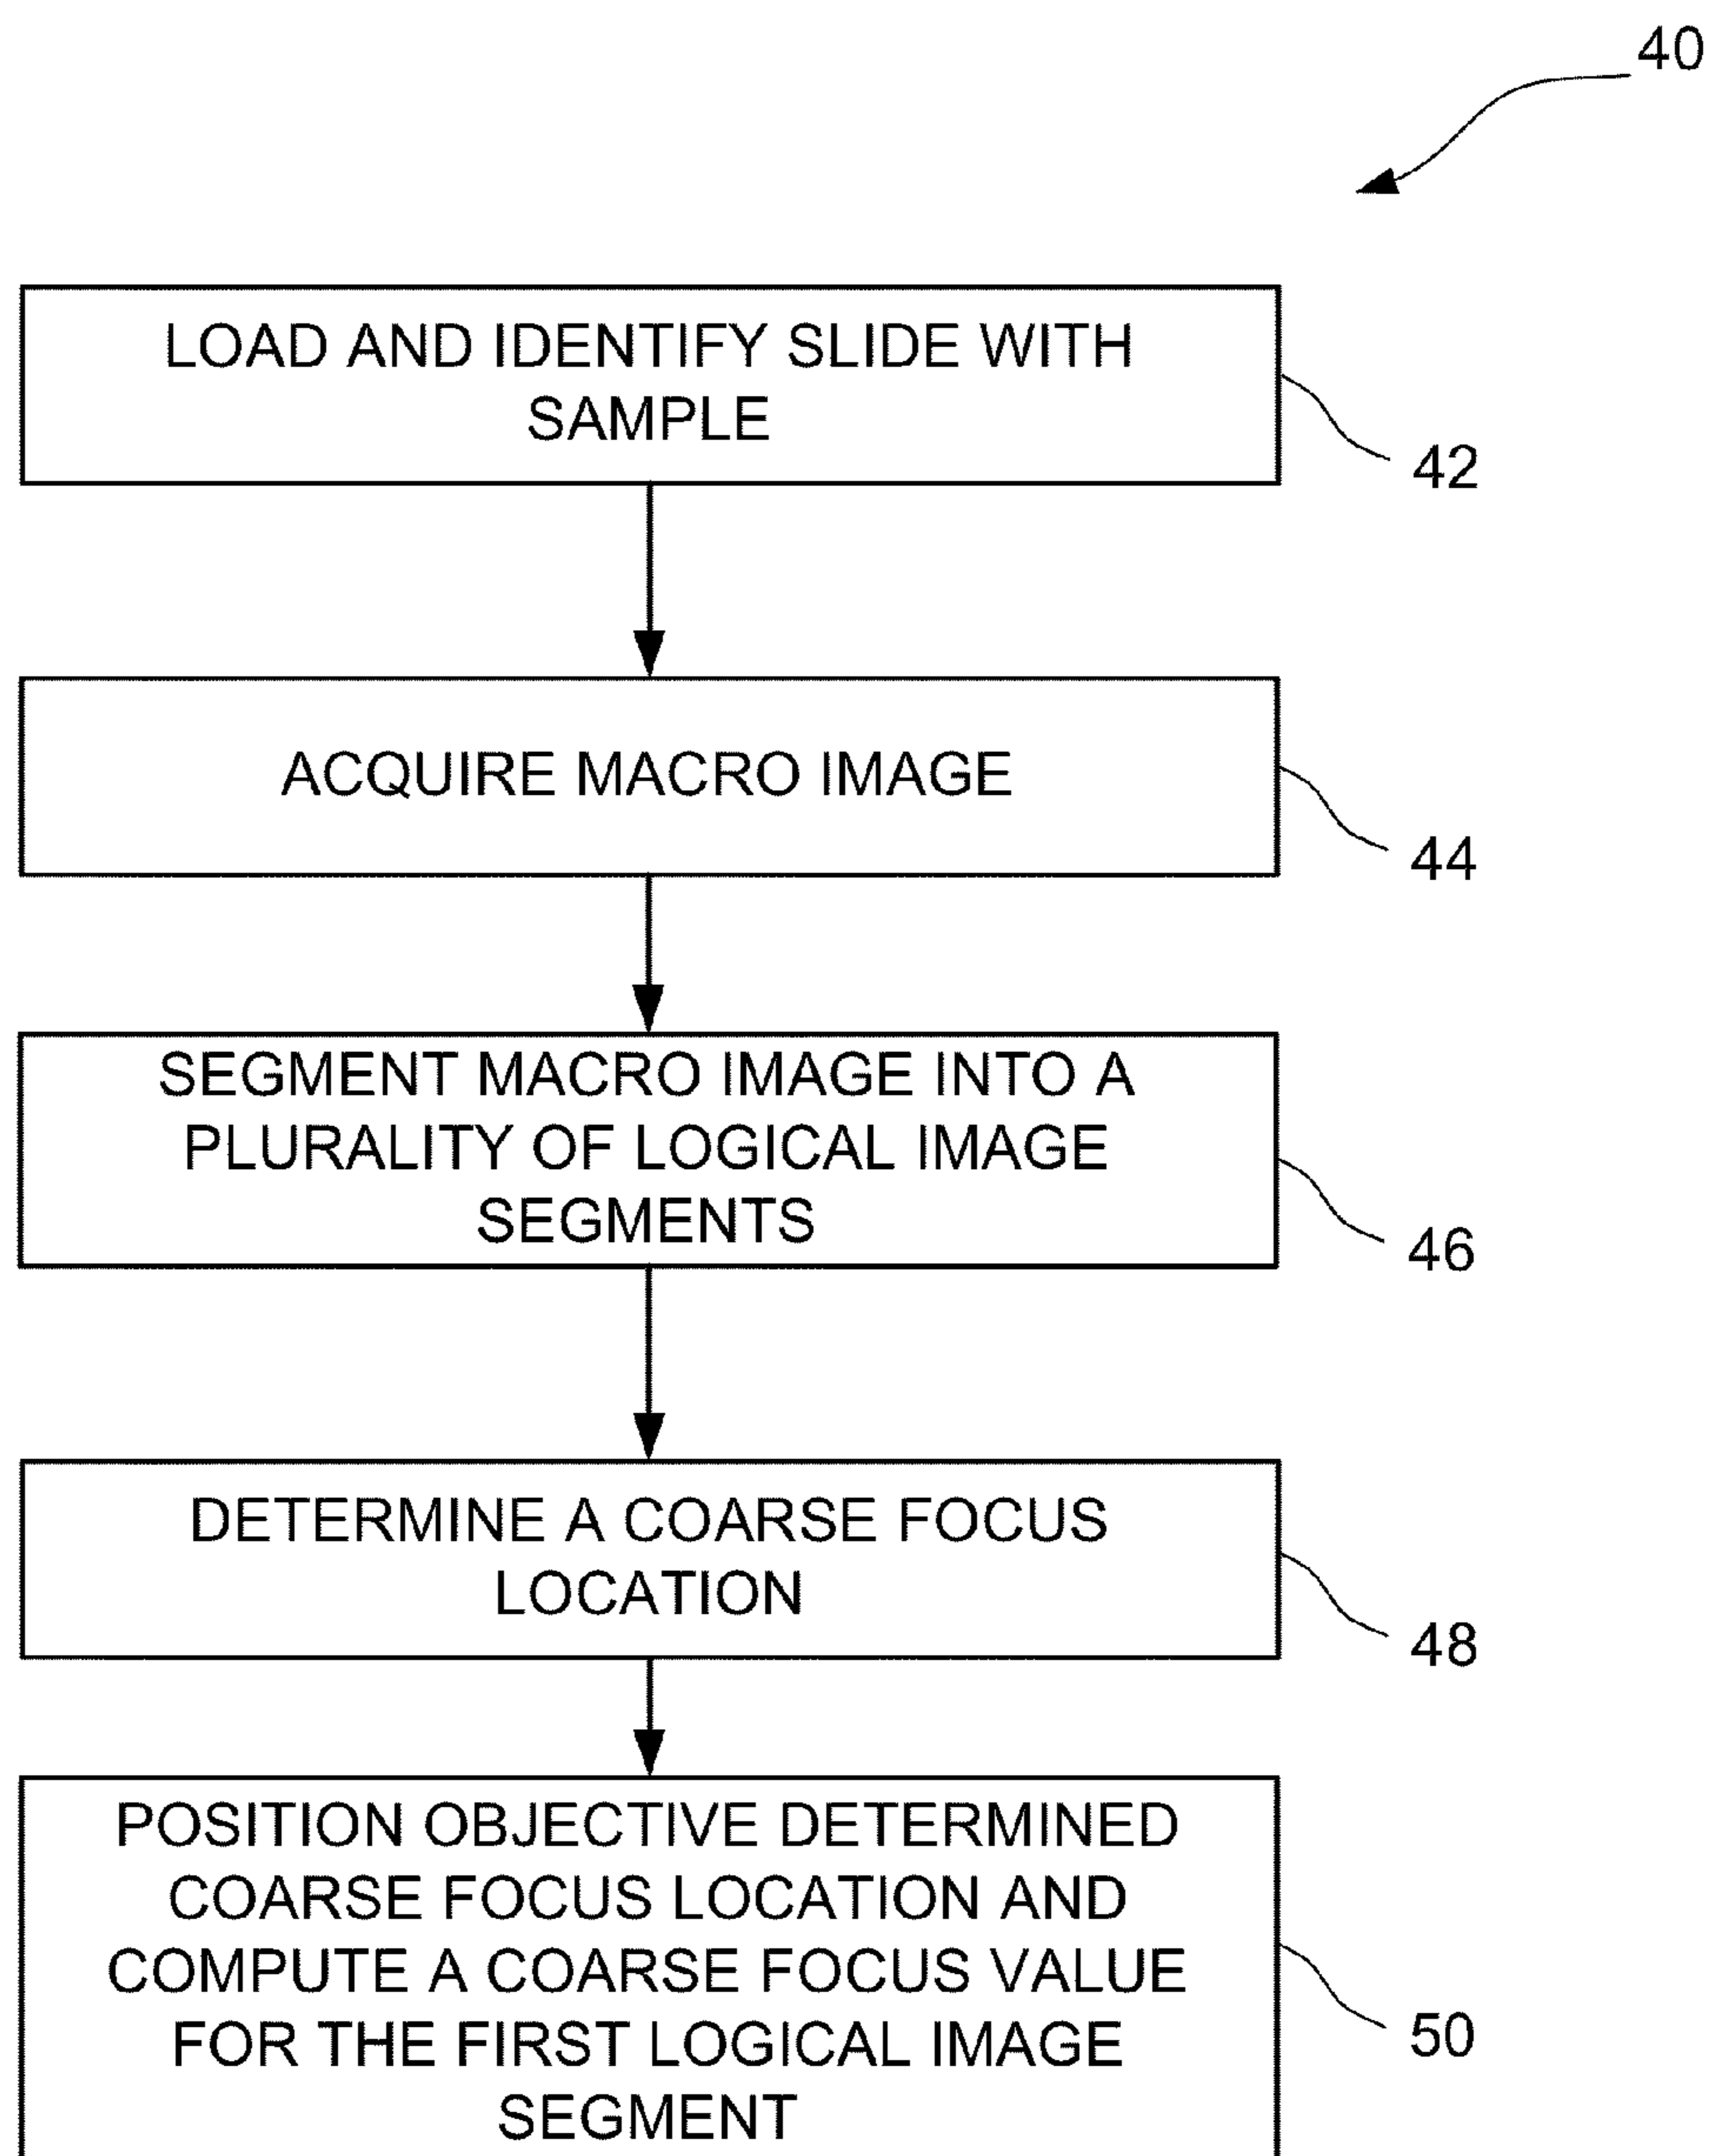 40
LOAD AND IDENTIFY SLIDE WITH
SAMPLE
42
ACQUIRE MACRO IMAGE
44
SEGMENT MACRO IMAGE INTO A
PLURALITY OF LOGICAL IMAGE
SEGMENTS
46
DETERMINE A COARSE FOCUS
LOCATION
48
POSITION OBJECTIVE DETERMINED
COARSE FOCUS LOCATION AND
COMPUTE A COARSE FOCUS VALUE
FOR THE FIRST LOGICAL IMAGE
SEGMENT
50